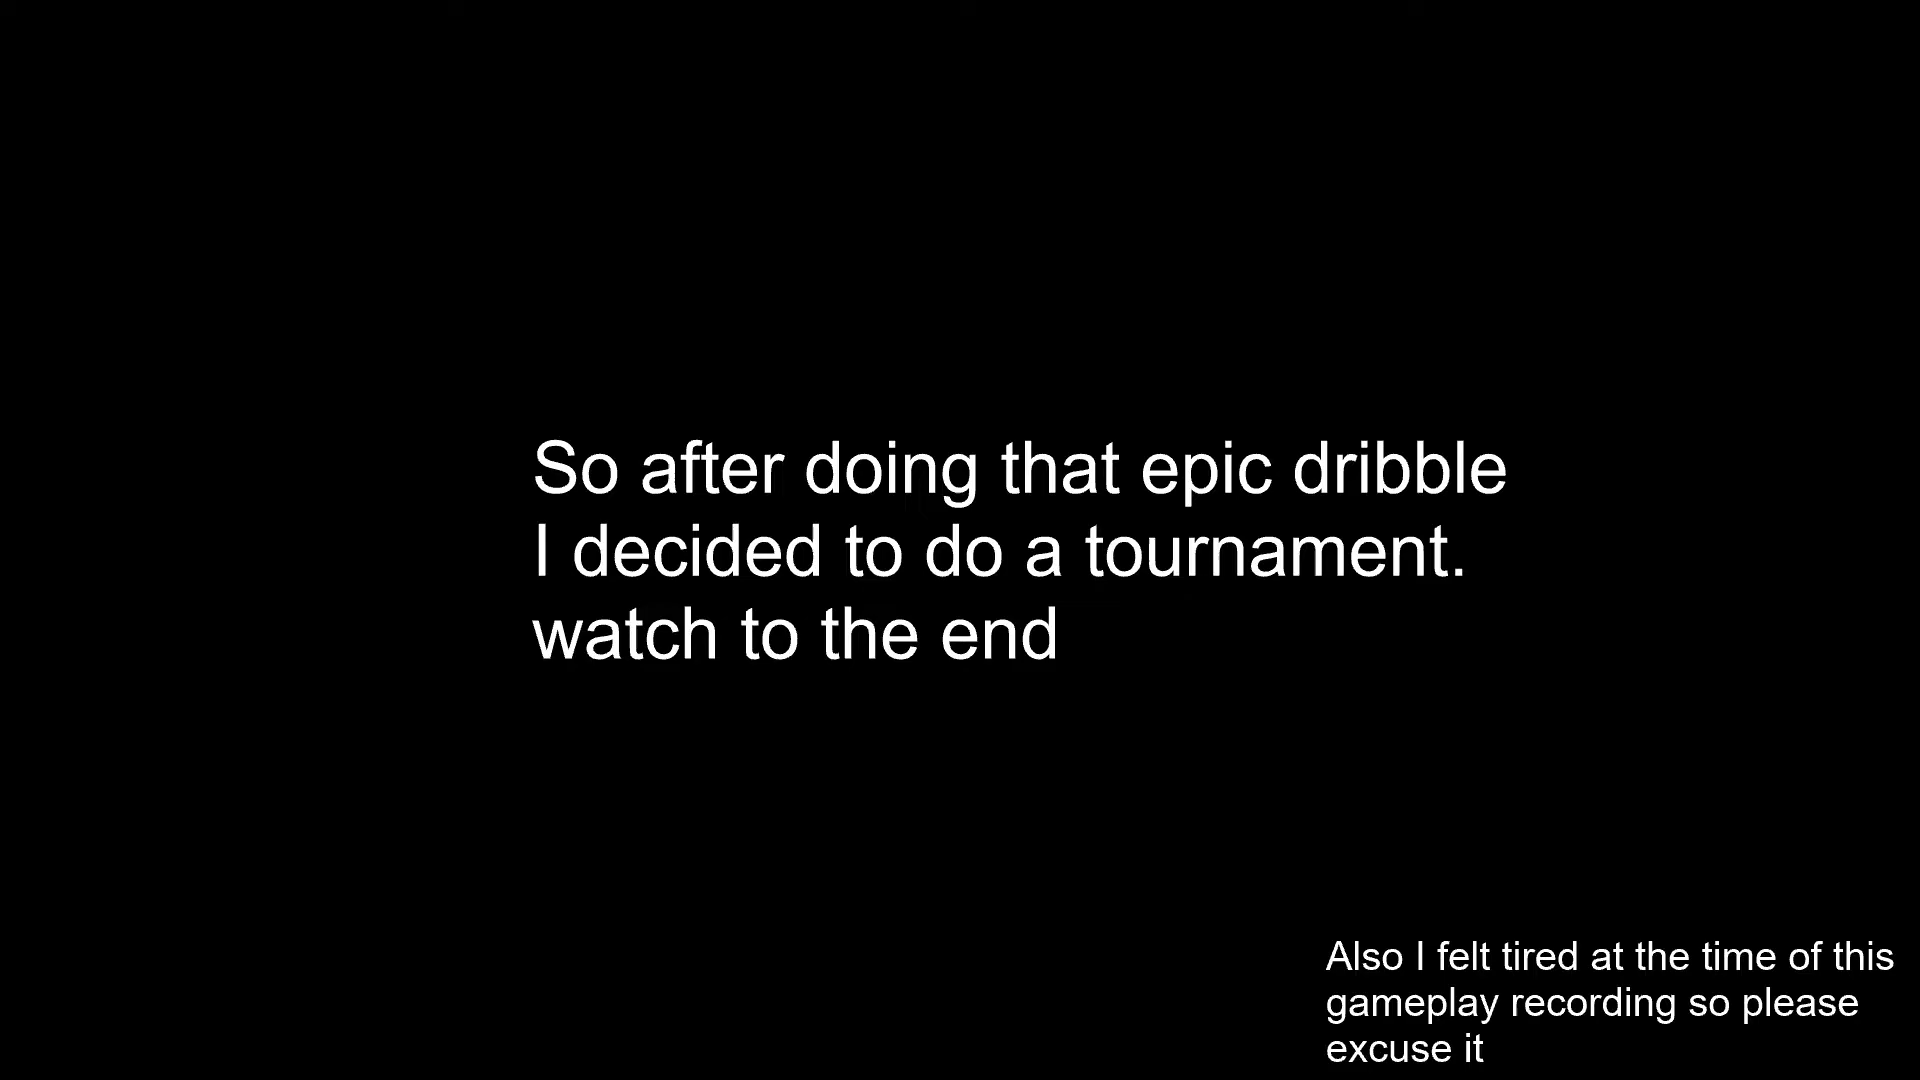 So after doing that epic dribble
I decided to do a tournament.
watch to the end
Also I felt tired at the time of this
gameplay recording so please
excuse it